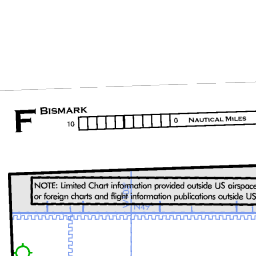 F
BISMARK
10 0 NAUTICAL MILES
NOTE: Limited Chart information provided outside US airspace
or foreign charts and flight information publications outside US